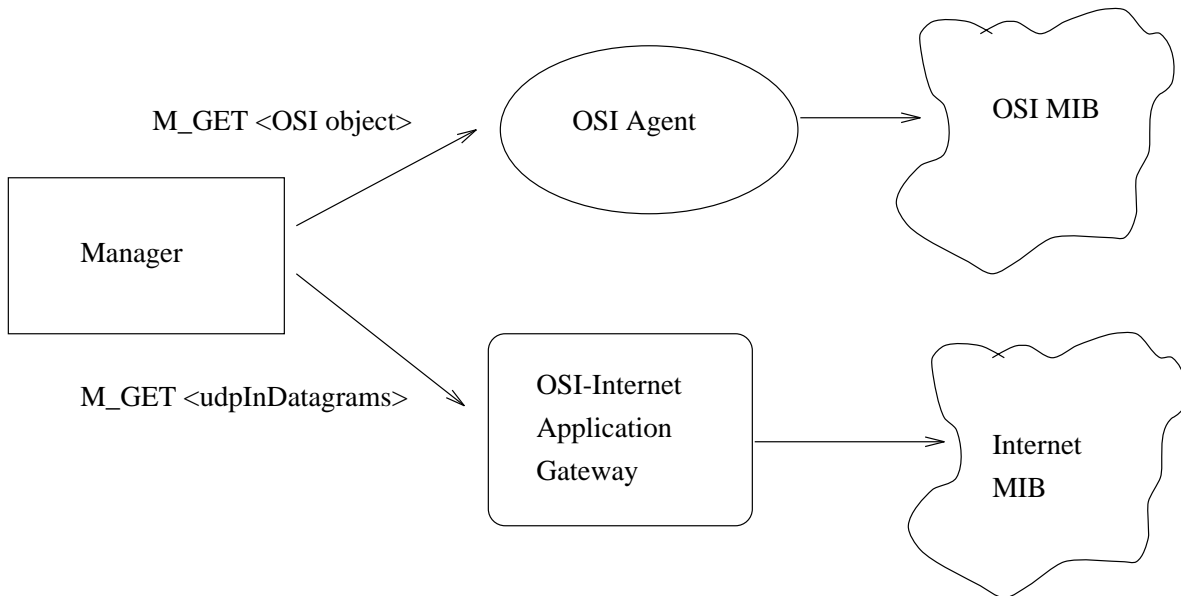 M_GET <OSI object>
OSI Agent
OSI MIB
Manager
M_GET <udpInDatagrams>
OSI-Internet
Application
Gateway
Internet
MIB